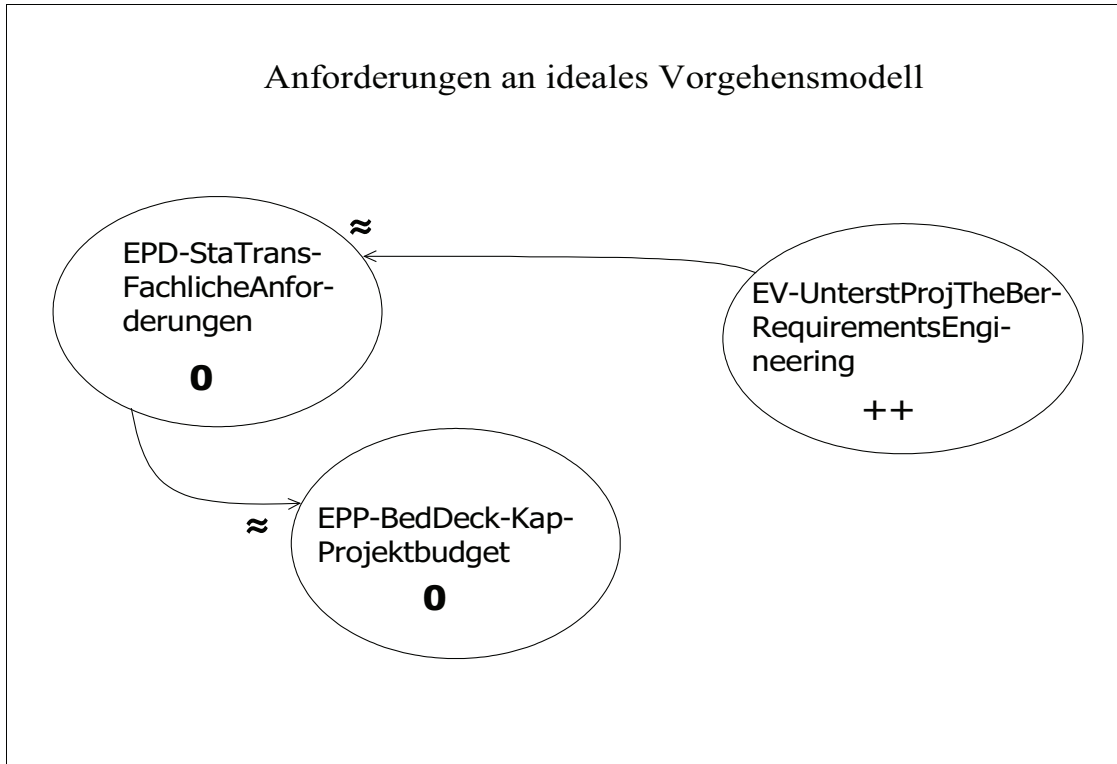 Anforderungen an ideales Vorgehensmodell
≈
EPD-StaTrans-
FachlicheAnfor-
derungen
0
EV-UnterstProjTheBer-
RequirementsEngi-
neering
++
≈
EPP-BedDeck-Kap-
Projektbudget
0